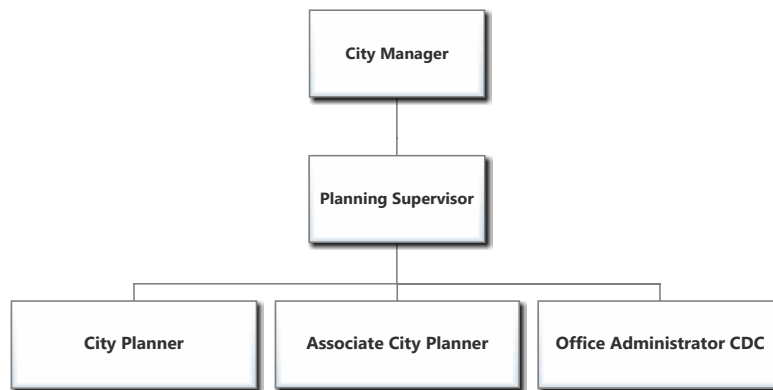 City Manager
Planning Supervisor
City Planner
Associate City Planner
Office Administrator CDC